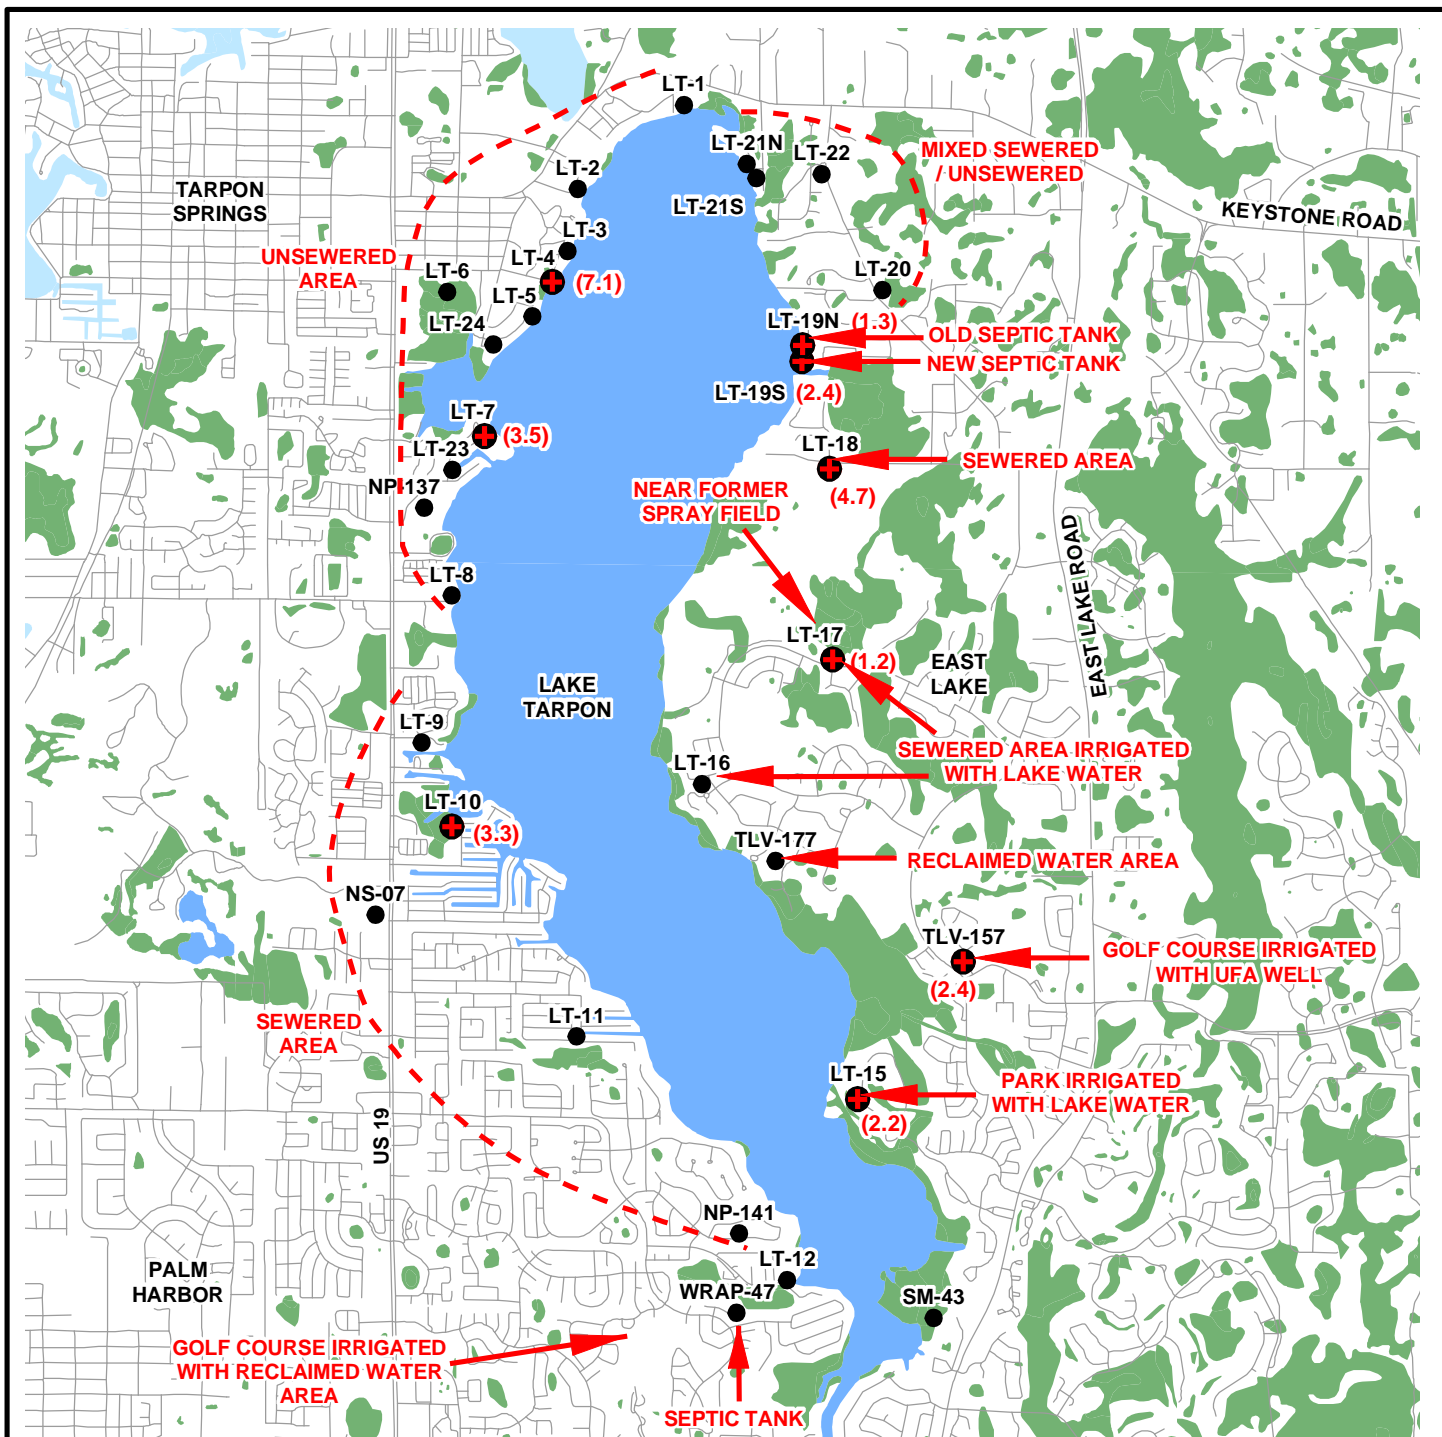 LT-1
LT-21N
LT-22
MIXED SEWERED
/ UNSEWERED
LT-2
TARPON
SPRINGS
LT-21S
KEYSTONE ROAD
LT-3
UNSEWERED
AREA
LT-4
(7.1)
LT-6
LT-20
LT-5
LT-24
LT-19N
(1.3)
OLD SEPTIC TANK
NEW SEPTIC TANK
LT-19S
(2.4)
LT-7
(3.5)
LT-18
SEWERED AREA
LT-23
(4.7)
NP-137
NEAR FORMER
SPRAY FIELD
EAST LAKE ROAD
LT-8
LT-17
(1.2)
EAST
LAKE
LAKE
TARPON
LT-9
SEWERED AREA IRRIGATED
WITH LAKE WATER
LT-16
LT-10
(3.3)
TLV-177
RECLAIMED WATER AREA
NS-07
TLV-157
GOLF COURSE IRRIGATED
WITH UFA WELL
(2.4)
SEWERED
AREA
LT-11
LT-15
PARK IRRIGATED
WITH LAKE WATER
(2.2)
US 19
NP-141
PALM
HARBOR
LT-12
WRAP-47
SM-43
GOLF COURSE IRRIGATED
WITH RECLAIMED WATER
AREA
SEPTIC TANK